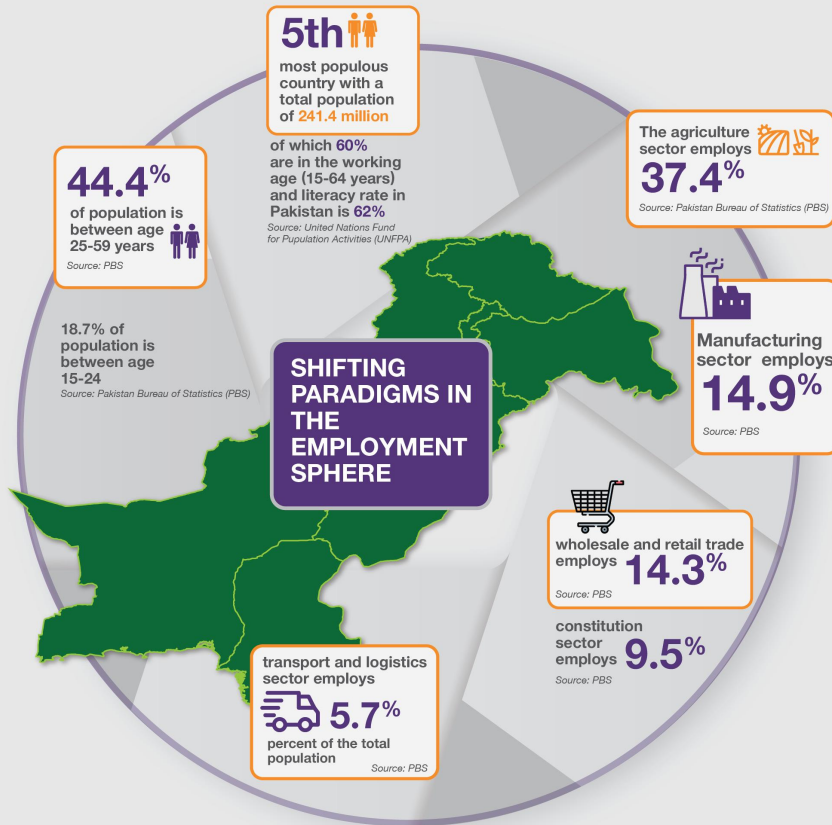 5th
most populous
country with a
total population
of 241.4 million
of which 60%
are in the working
age (15-64 years)
and literacy rate in
Pakistan is 62%
Source: United Nations Fund
for Pupulation Activities (UNFPA)
44.4%
of population is
between age
25-59 years
Source: PBS
18.7% of
population is
between age
15-24
Source: Pakistan Bureau of Statistics (PBS)
SHIFTING
PARADIGMS IN
THE
EMPLOYMENT
SPHERE
The agriculture
sector employs
37.4%
Source: Pakistan Bureau of Statistics (PBS)
Manufacturing
sector employs
14.9%
Source: PBS
wholesale and retail trade
employs 14.3%
Source: PBS
constitution
sector
employs 9.5%
Source: PBS
transport and logistics
sector employs
5.7%
percent of the total
population
Source: PBS